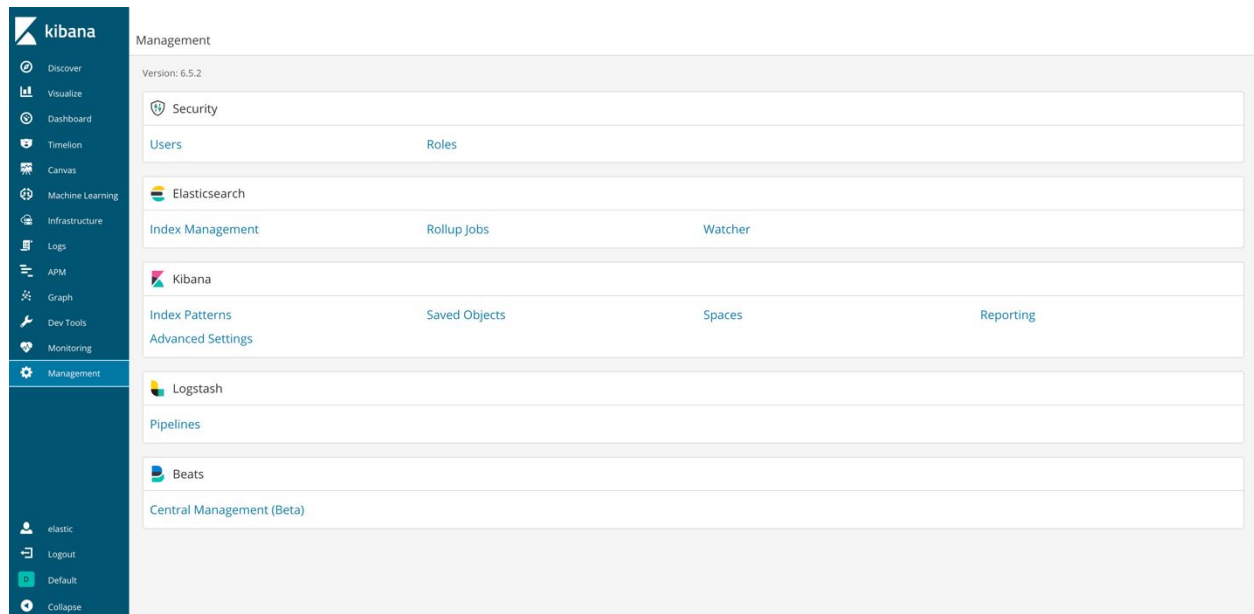 kibana
Discover
Visualize
Dashboard
Timelion
Canvas
Machine Learning
Infrastructure
Logs
APM
Graph
Dev Tools
Monitoring
Management
elastic
Logout
D
Default
Collapse
Management
Version: 6.5.2
Security
Users Roles
Elasticsearch
Index Management Rollup Jobs Watcher
Kibana
Index Patterns Saved Objects Spaces Reporting
Advanced Settings
Logstash
Pipelines
Beats
Central Management (Beta)